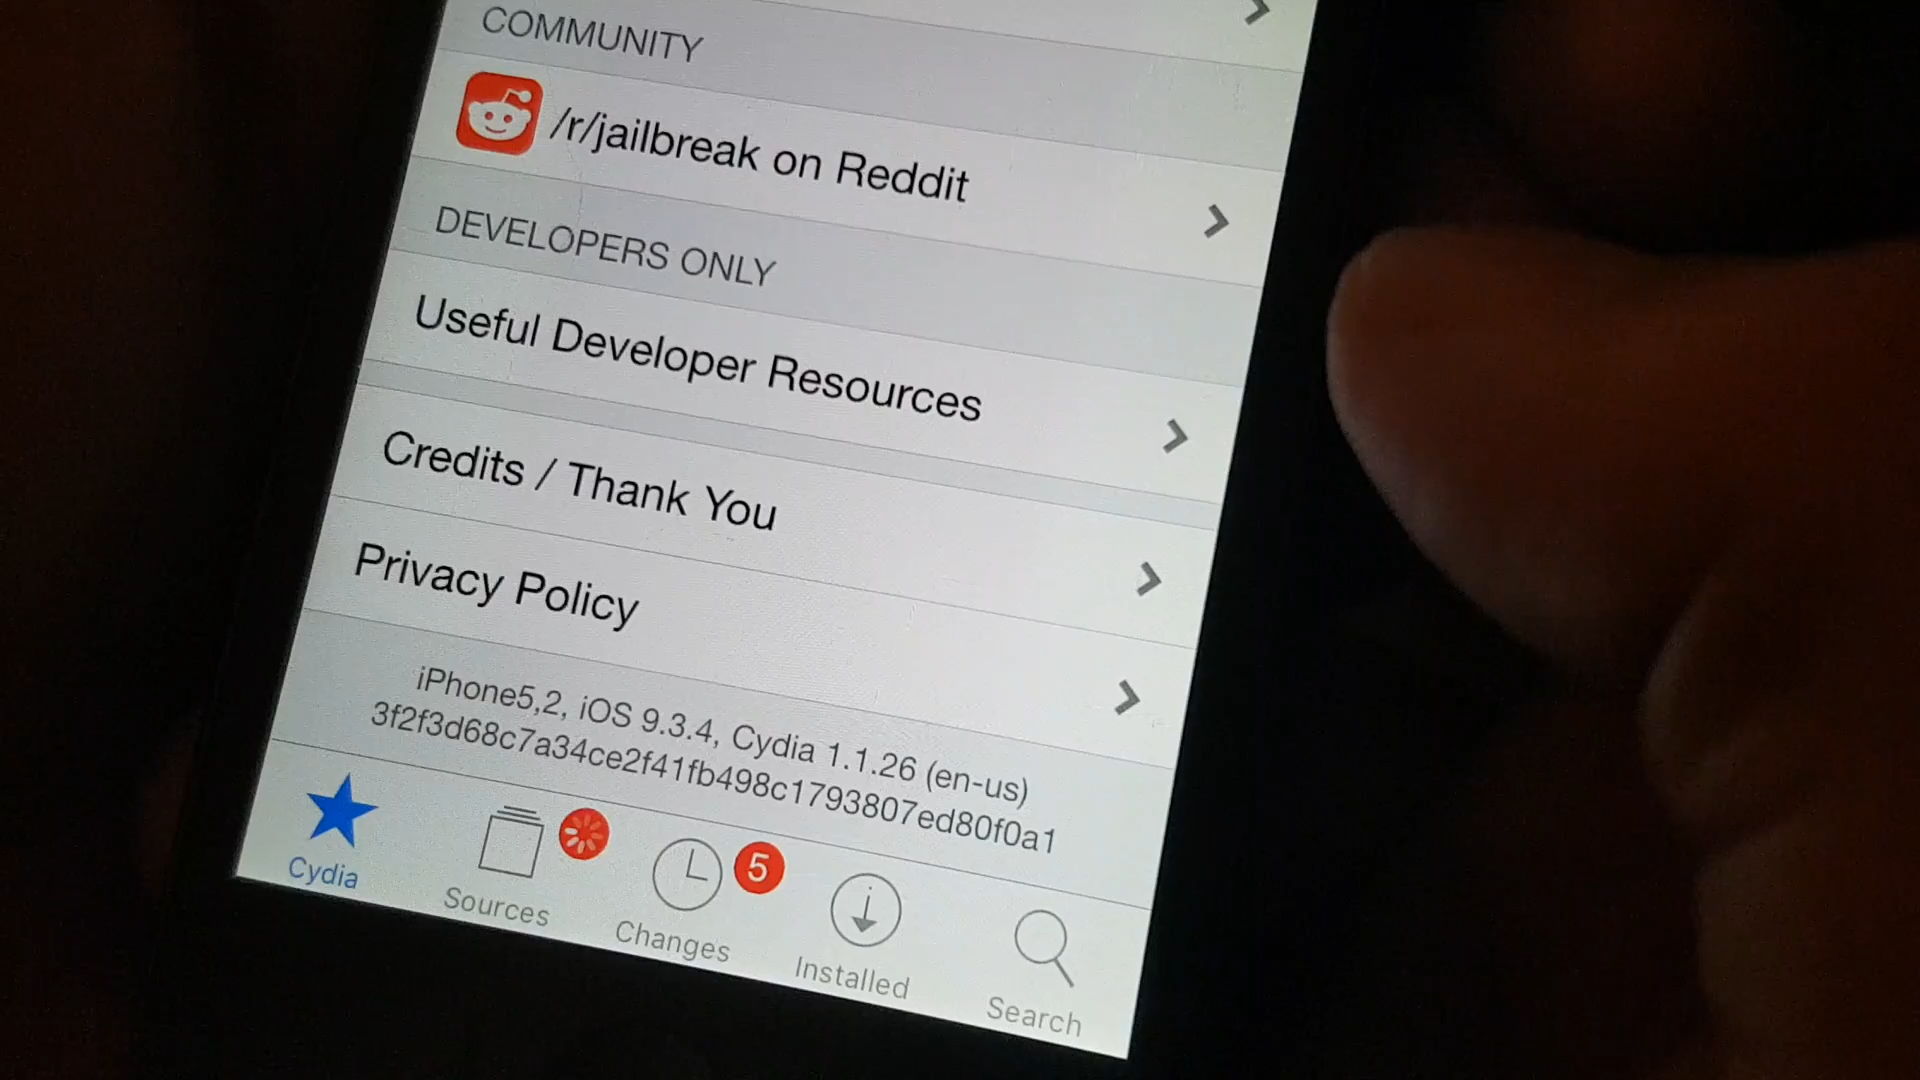 COMMUNITY
/r/jailbreak on Reddit
DEVELOPERS ONLY
Useful Developer Resources
Credits / Thank You
Privacy Policy
iPhone5,2, iOS 9.3.4, Cydia 1.1.26 (en-us)
3f2f3d68c7a34ce2f41fb498c1793807ed80f0a1
5
Cydia
Sources
Changes
Installed
Search